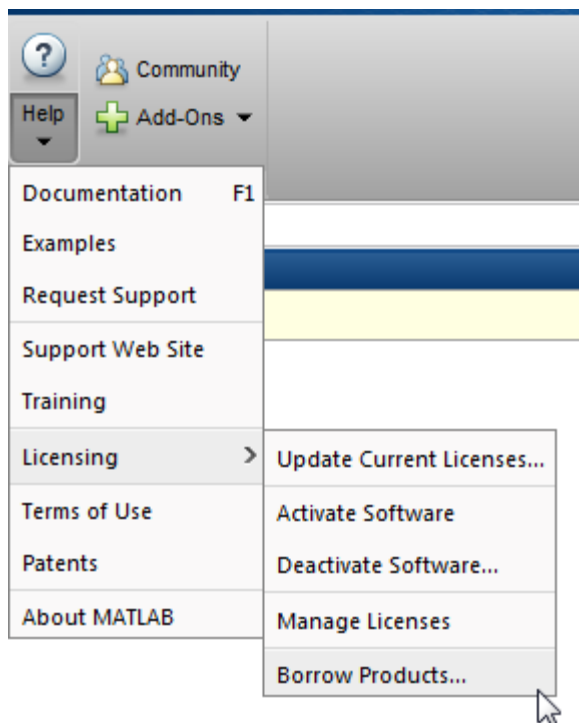 ?
Community
Help
Add-Ons
Documentation F1
Examples
Request Support
Support Web Site
Training
Licensing >
Update Current Licenses...
Terms of Use
Activate Software
Patents
Deactivate Software...
About MATLAB
Manage Licenses
Borrow Products...